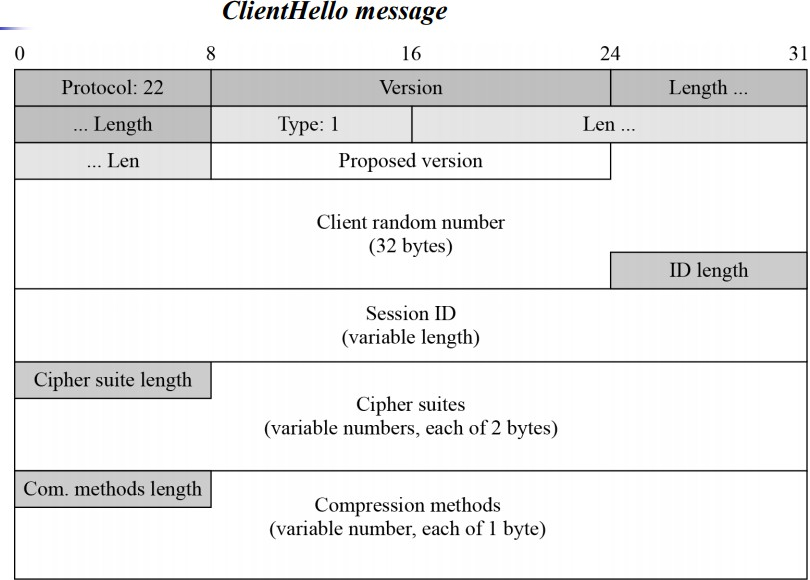 ClientHello message
0 8 16 24 31
Protocol: 22 Version Length ...
... Length Type: 1 Len ...
... Len Proposed version
Client random number
(32 bytes)
ID length
Session ID
(variable length)
Cipher suite length
Cipher suites
(variable numbers, each of 2 bytes)
Com. methods length
Compression methods
(variable number, each of 1 byte)